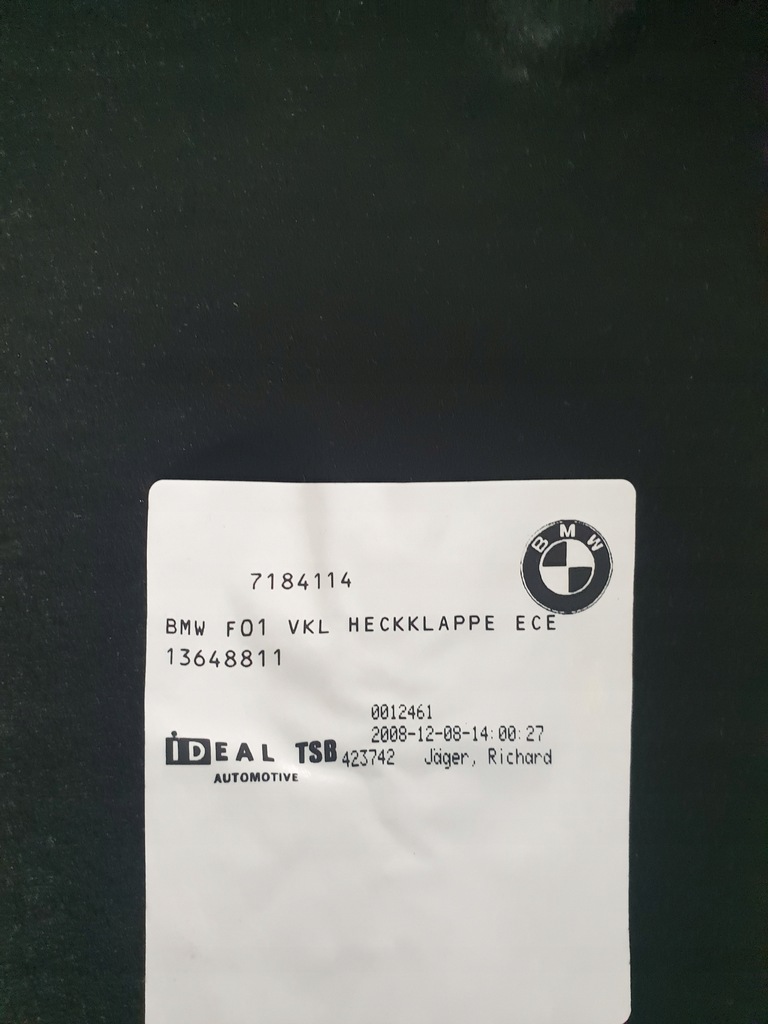 BMW
7184114
BMW F01 VKL HECKKLAPPE ECE
13648811
0012461
2008-12-08-14:00:27
iDEAL TSB 423742 Jäger, Richard
AUTOMOTIVE